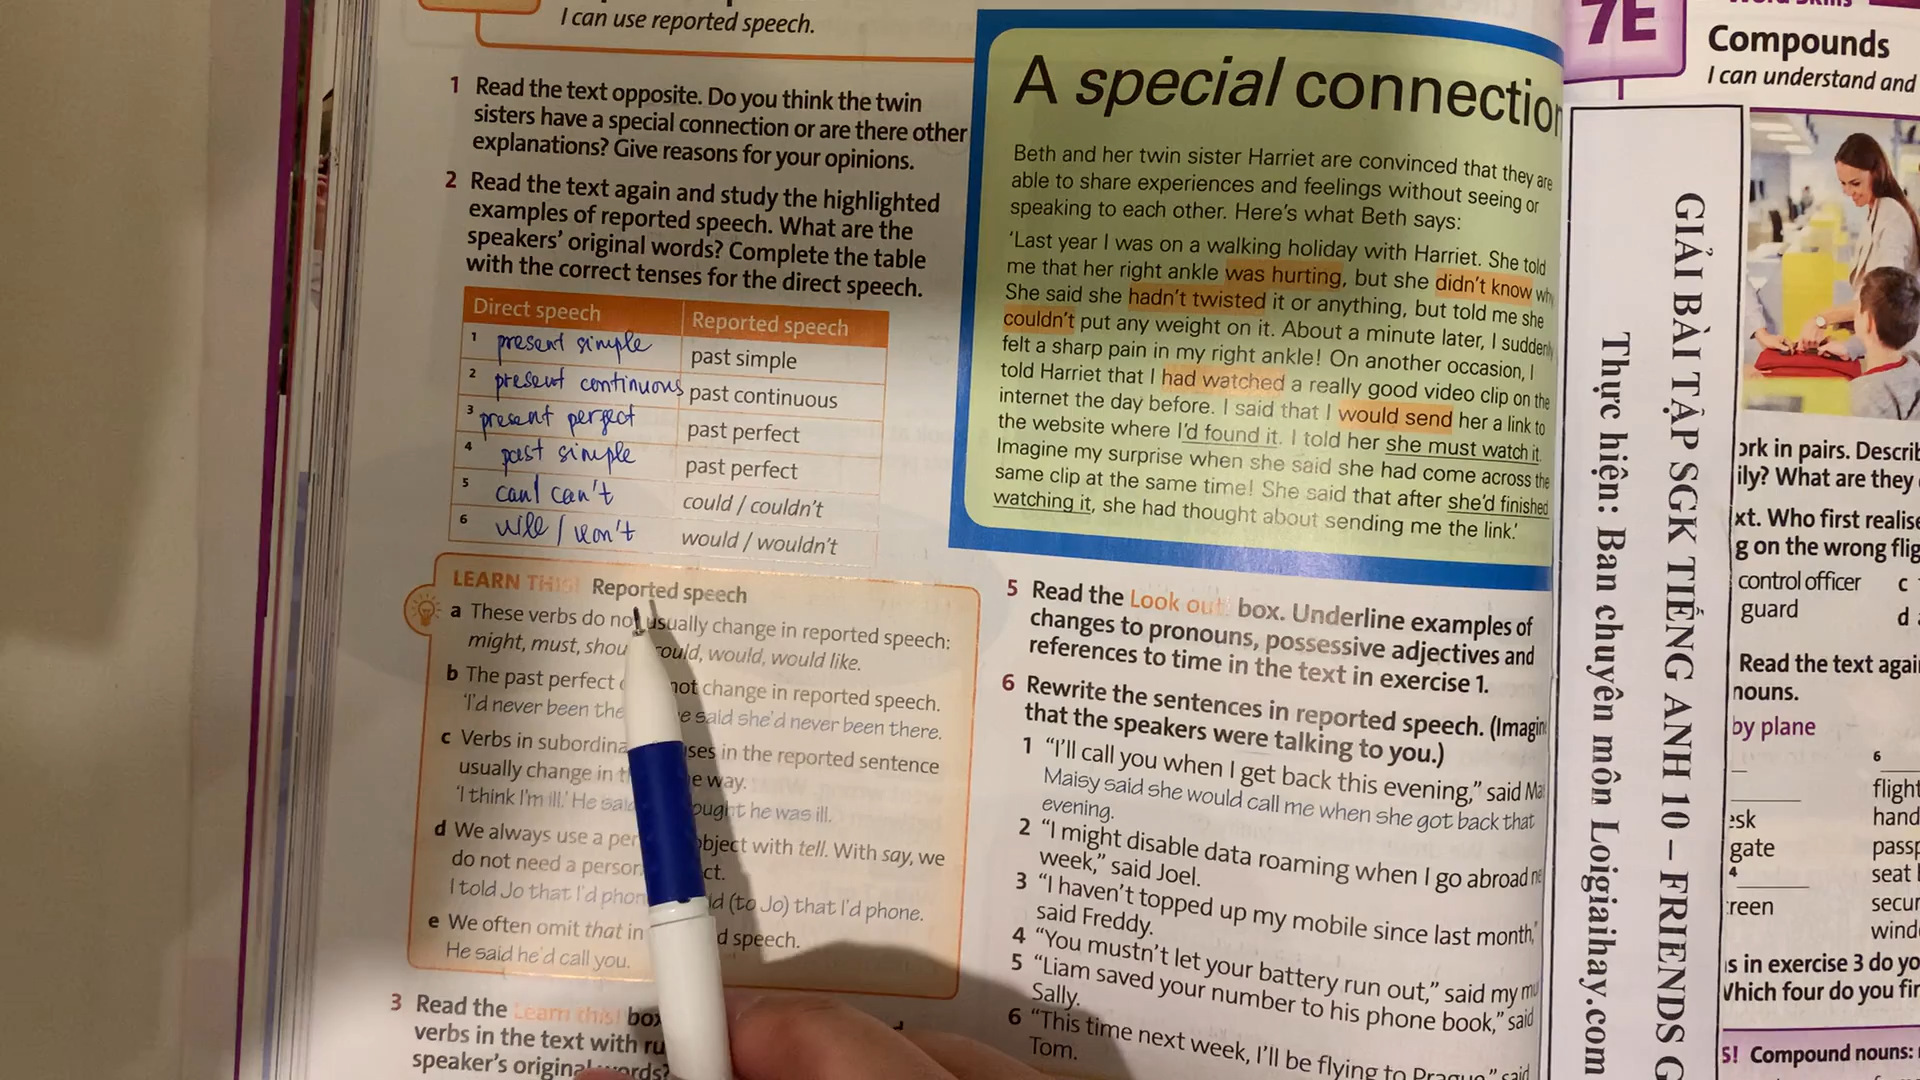 I can use reported speech.
1 Read the text opposite. Do you think the twin
sisters have a special connection or are there other
explanations? Give reasons for your opinions.
2 Read the text again and study the highlighted
examples of reported speech. What are the
speakers' original words? Complete the table
with the correct tenses for the direct speech.
Direct speech Reported speech
1 present simple past simple
2 present continuous past continuous
3 present perfect past perfect
4 past simple past perfect
5 can/ can't could / couldn't
6 will / won't would / wouldn't
LEARN THIS! Reported speech
a These verbs do not usually change in reported speech:
might, must, could, would, would like.
b The past perfect not change in reported speech.
'I'd never been said she'd never been there.
c Verbs in in the reported sentence
usually change in way.
'I think I'm ill.' He he was ill.
d We always use a object with tell. With say, we
do not need a
I told Jo that I'd (to Jo) that I'd phone.
e We often omit that in speech.
He said he'd call you.
3 Read the Learn this! box
verbs in the text with
speaker's original words?
A special connection
Beth and her twin sister Harriet are convinced that they are
able to share experiences and feelings without seeing or
speaking to each other. Here's what Beth says:
'Last year I was on a walking holiday with Harriet. She told
me that her right ankle was hurting, but she didn't know
She said she hadn't twisted it or anything, but told me she
couldn't put any weight on it. About a minute later, I suddenly
felt a sharp pain in my right ankle! On another occasion, I
told Harriet that I had watched a really good video clip on the
internet the day before. I said that I would send her a link to
the website where I'd found it. I told her she must watch it.
Imagine my surprise when she said she had come across the
same clip at the same time! She said that after she'd finished
watching it, she had thought about sending me the link.'
5 Read the Look out! box. Underline examples of
changes to pronouns, possessive adjectives and
references to time in the text in exercise 1.
6 Rewrite the sentences in reported speech. (Imagine
that the speakers were talking to you.)
1 "I'll call you when I get back this evening," said
Maisy said she would call me when she got back that
evening.
2 "I might disable data roaming when I go abroad
week," said Joel.
3 "I haven't topped up my mobile since last month,"
said Freddy.
4 "You mustn't let your battery run out," said my
5 "Liam saved your number to his phone book," said
Sally.
6 "This time next week, I'll be flying to Prague," said
Tom.
GIẢI BÀI TẬP SGK TIẾNG ANH 10 – FRIENDS G
Thực hiện: Ban chuyên môn Loigiaihay.com
7E
Compounds
I can understand and
ork in pairs. Describ
ily? What are they
xt. Who first realise
g on the wrong flig
control officer c
guard d
Read the text agai
nouns.
by plane
6
flight
hand
esk
gate passp
4 seat
reen secur
wind
is in exercise 3 do yo
Which four do you fi
S! Compound nouns: